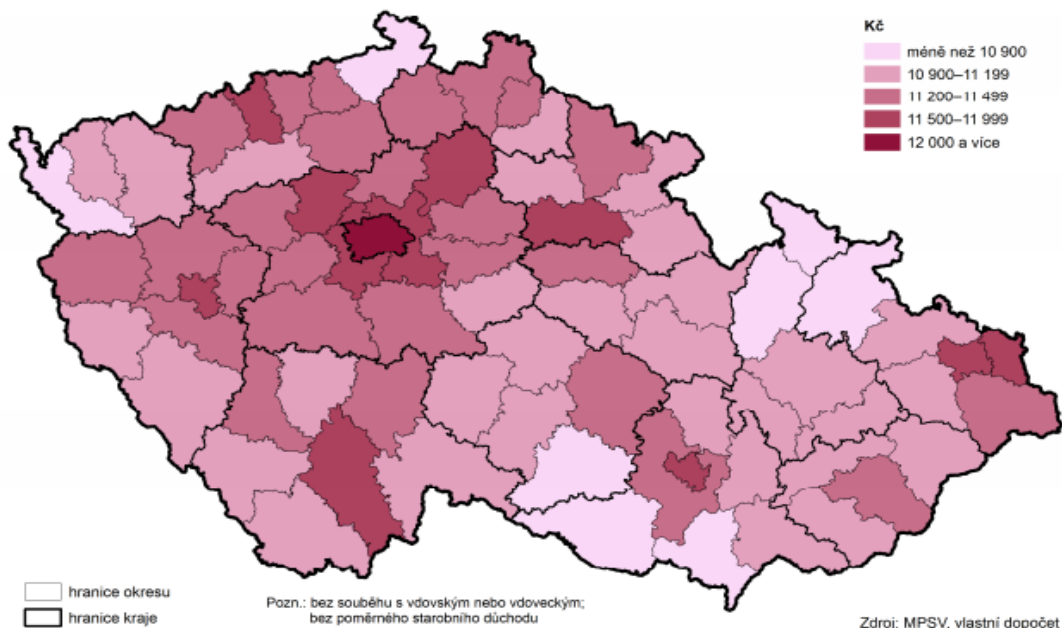 Kč
méně než 10 900
10 900–11 199
11 200–11 499
11 500–11 999
12 000 a více
hranice okresu
hranice kraje
Pozn.: bez souběhu s vdovským nebo vdoveckým;
bez poměrného starobního důchodu
Zdroj: MPSV, vlastní dopočet